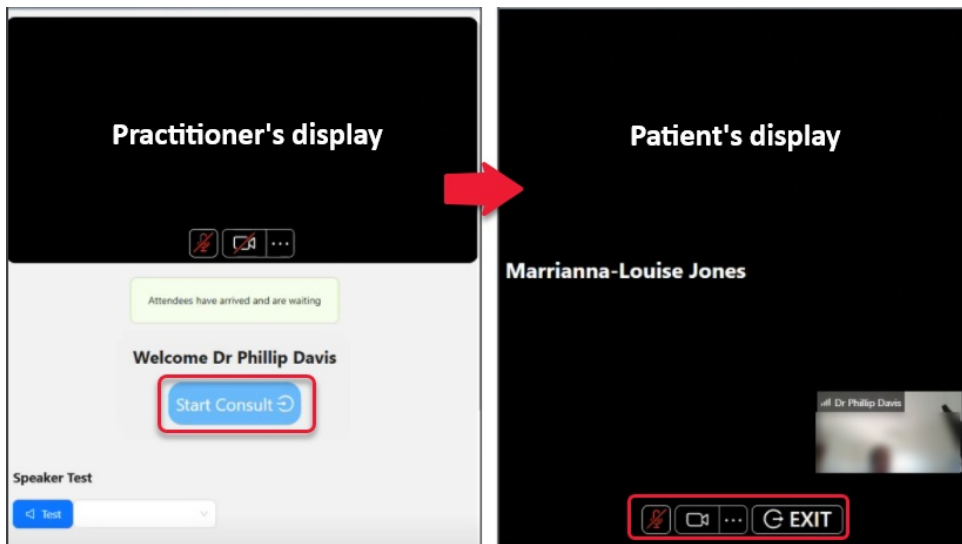 Practitioner's display
Attendees have arrived and are waiting
Welcome Dr Phillip Davis
Start Consult
Speaker Test
Test
Patient's display
Marrianna-Louise Jones
Dr Phillip Davis
EXIT